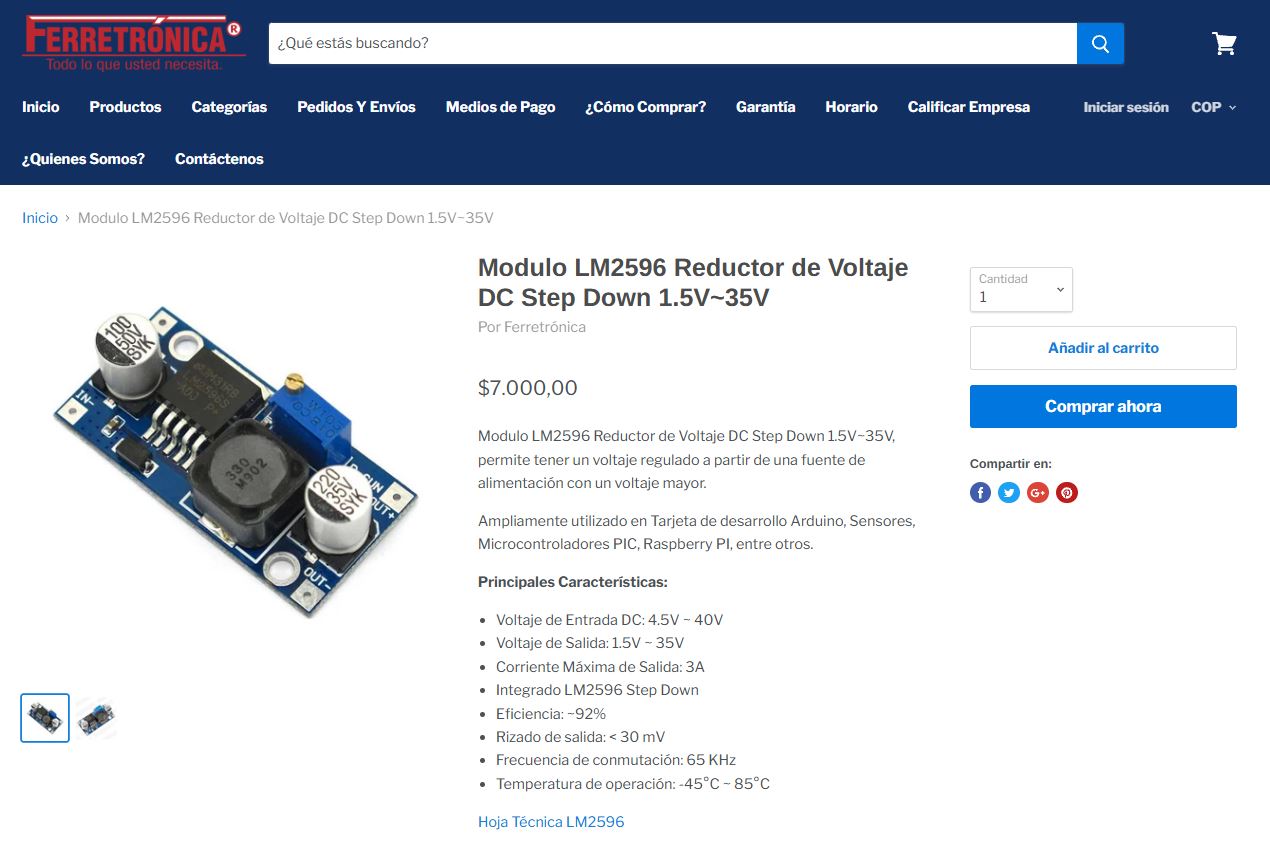 FERRETRÓNICA®
Todo lo que usted necesita.
¿Qué estás buscando?
Inicio Productos Categorías Pedidos Y Envíos Medios de Pago ¿Cómo Comprar? Garantía Horario Calificar Empresa Iniciar sesión COP
¿Quienes Somos? Contáctenos
Inicio › Modulo LM2596 Reductor de Voltaje DC Step Down 1.5V~35V
Modulo LM2596 Reductor de Voltaje
DC Step Down 1.5V~35V
Por Ferretrónica
$7.000,00
Modulo LM2596 Reductor de Voltaje DC Step Down 1.5V~35V,
permite tener un voltaje regulado a partir de una fuente de
alimentación con un voltaje mayor.
Ampliamente utilizado en Tarjeta de desarrollo Arduino, Sensores,
Microcontroladores PIC, Raspberry PI, entre otros.
Principales Características:
• Voltaje de Entrada DC: 4.5V ~ 40V
• Voltaje de Salida: 1.5V ~ 35V
• Corriente Máxima de Salida: 3A
• Integrado LM2596 Step Down
• Eficiencia: ~92%
• Rizado de salida: < 30 mV
• Frecuencia de conmutación: 65 KHz
• Temperatura de operación: -45°C ~ 85°C
Hoja Técnica LM2596
Cantidad
1
Añadir al carrito
Comprar ahora
Compartir en:
100
50V
SYK
LM2596S
ADJ P+
IN-
330
M902
220
35V
SYK
OUT+
OUT-